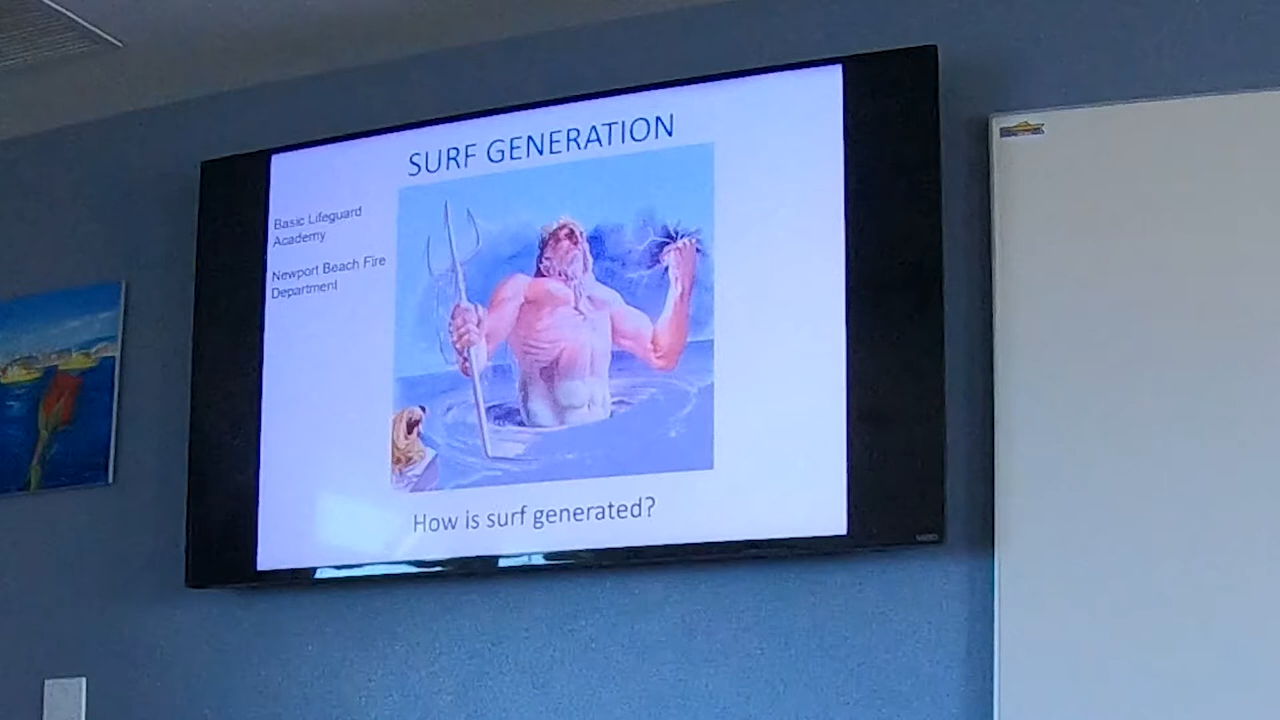 SURF GENERATION
Basic Lifeguard
Academy
Newport Beach Fire
Department
How is surf generated?